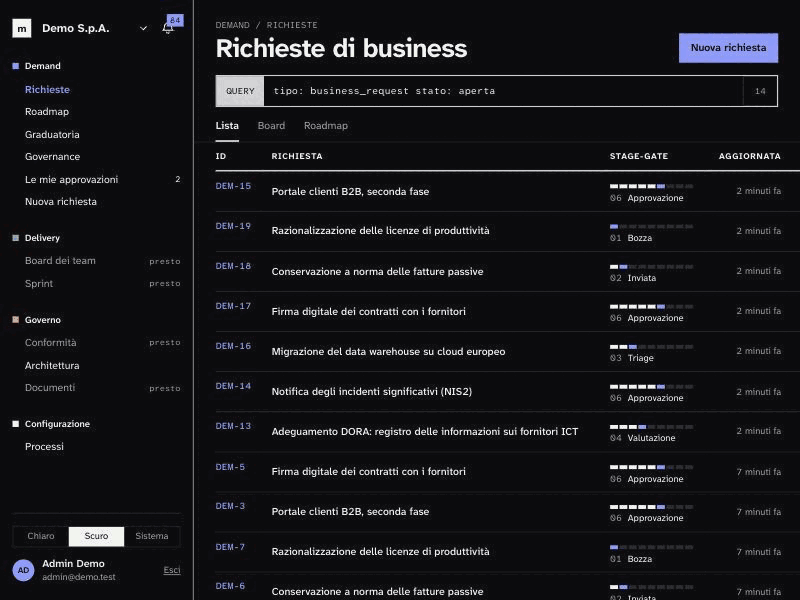 m Demo S.p.A. 64
Demand
Richieste
Roadmap
Graduatoria
Governance
Le mie approvazioni 2
Nuova richiesta
Delivery
Board dei team presto
Sprint presto
Governo
Conformità presto
Architettura
Documenti presto
Configurazione
Processi
Chiaro Scuro Sistema
AD Admin Demo
admin@demo.test
Esci
DEMAND / RICHIESTE
Richieste di business
Nuova richiesta
QUERY tipo: business_request stato: aperta 14
Lista Board Roadmap
ID RICHIESTA STAGE-GATE AGGIORNATA
DEM-15 Portale clienti B2B, seconda fase 06 Approvazione 2 minuti fa
DEM-19 Razionalizzazione delle licenze di produttività 01 Bozza 2 minuti fa
DEM-18 Conservazione a norma delle fatture passive 02 Inviata 2 minuti fa
DEM-17 Firma digitale dei contratti con i fornitori 06 Approvazione 2 minuti fa
DEM-16 Migrazione del data warehouse su cloud europeo 03 Triage 2 minuti fa
DEM-14 Notifica degli incidenti significativi (NIS2) 06 Approvazione 2 minuti fa
DEM-13 Adeguamento DORA: registro delle informazioni sui fornitori ICT 04 Valutazione 2 minuti fa
DEM-5 Firma digitale dei contratti con i fornitori 06 Approvazione 7 minuti fa
DEM-3 Portale clienti B2B, seconda fase 06 Approvazione 7 minuti fa
DEM-7 Razionalizzazione delle licenze di produttività 01 Bozza 7 minuti fa
DEM-6 Conservazione a norma delle fatture passive 02 Inviata 7 minuti fa